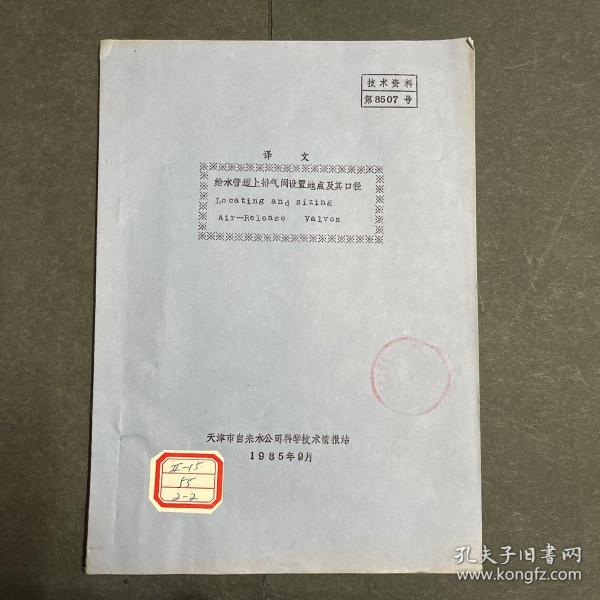 技术资料
第8507号
译文
给水管道上排气阀设置地点及其口径
Locating and sizing
Air-Release Valves
天津市自来水公司科学技术情报站
1985年9月
II-15
55
2-2
孔夫子旧书网
www.kongfz.com